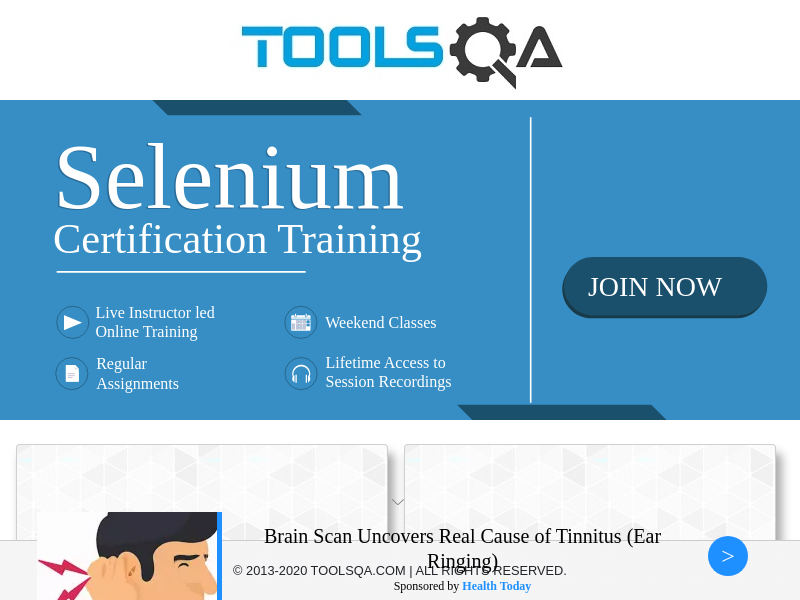 TOOLSQA
Selenium
Certification Training
Live Instructor led
Online Training
Weekend Classes
Regular
Assignments
Lifetime Access to
Session Recordings
JOIN NOW
Brain Scan Uncovers Real Cause of Tinnitus (Ear
Ringing)
>
© 2013-2020 TOOLSQA.COM | ALL RIGHTS RESERVED.
Sponsored by Health Today